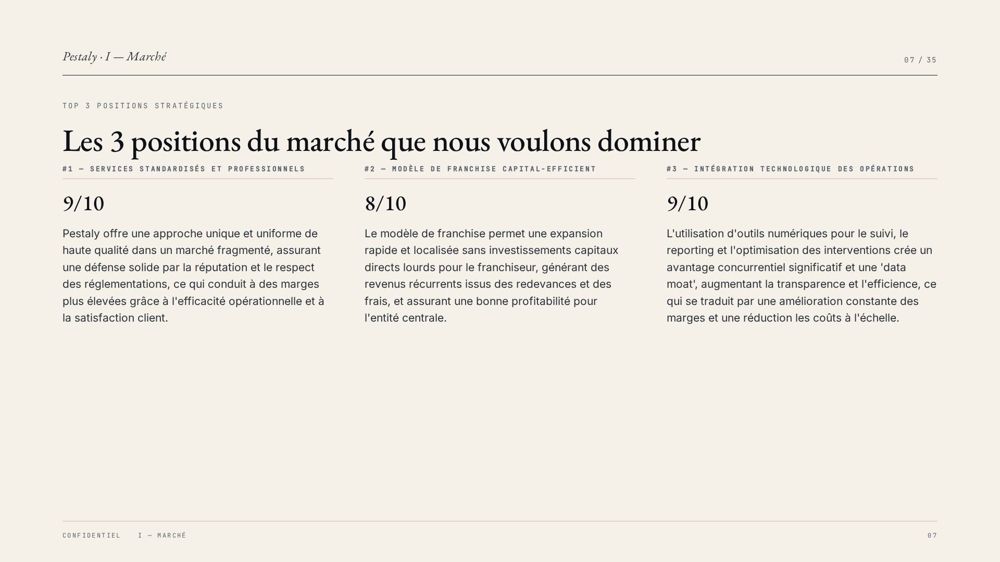 Pestaly · I — Marché
07 / 35
TOP 3 POSITIONS STRATÉGIQUES
Les 3 positions du marché que nous voulons dominer
#1 — SERVICES STANDARDISÉS ET PROFESSIONNELS
9/10
Pestaly offre une approche unique et uniforme de
haute qualité dans un marché fragmenté, assurant
une défense solide par la réputation et le respect
des réglementations, ce qui conduit à des marges
plus élevées grâce à l'efficacité opérationnelle et à
la satisfaction client.
#2 — MODÈLE DE FRANCHISE CAPITAL-EFFICIENT
8/10
Le modèle de franchise permet une expansion
rapide et localisée sans investissements capitaux
directs lourds pour le franchiseur, générant des
revenus récurrents issus des redevances et des
frais, et assurant une bonne profitabilité pour
l'entité centrale.
#3 — INTÉGRATION TECHNOLOGIQUE DES OPÉRATIONS
9/10
L'utilisation d'outils numériques pour le suivi, le
reporting et l'optimisation des interventions crée un
avantage concurrentiel significatif et une 'data
moat', augmentant la transparence et l'efficience, ce
qui se traduit par une amélioration constante des
marges et une réduction les coûts à l'échelle.
CONFIDENTIEL I — MARCHÉ
07